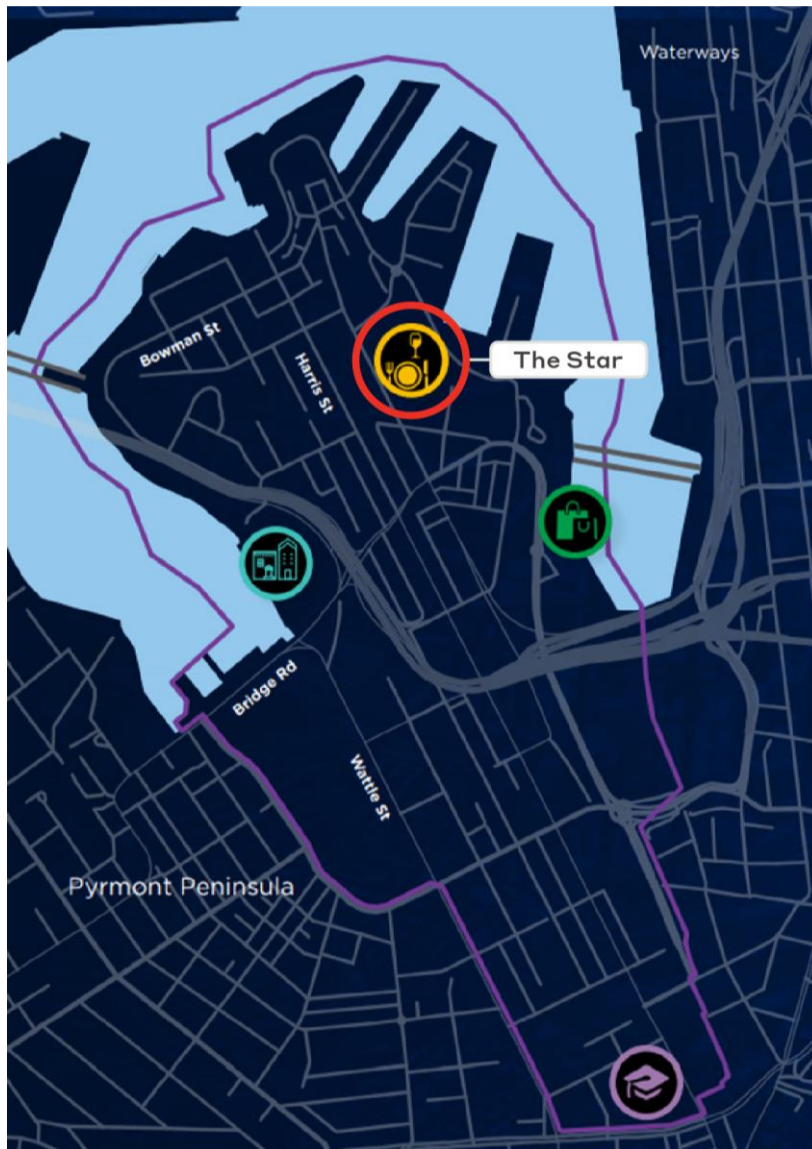 Waterways
Bowman St
Harris St
The Star
Bridge Rd
Wattle St
Pyrmont Peninsula